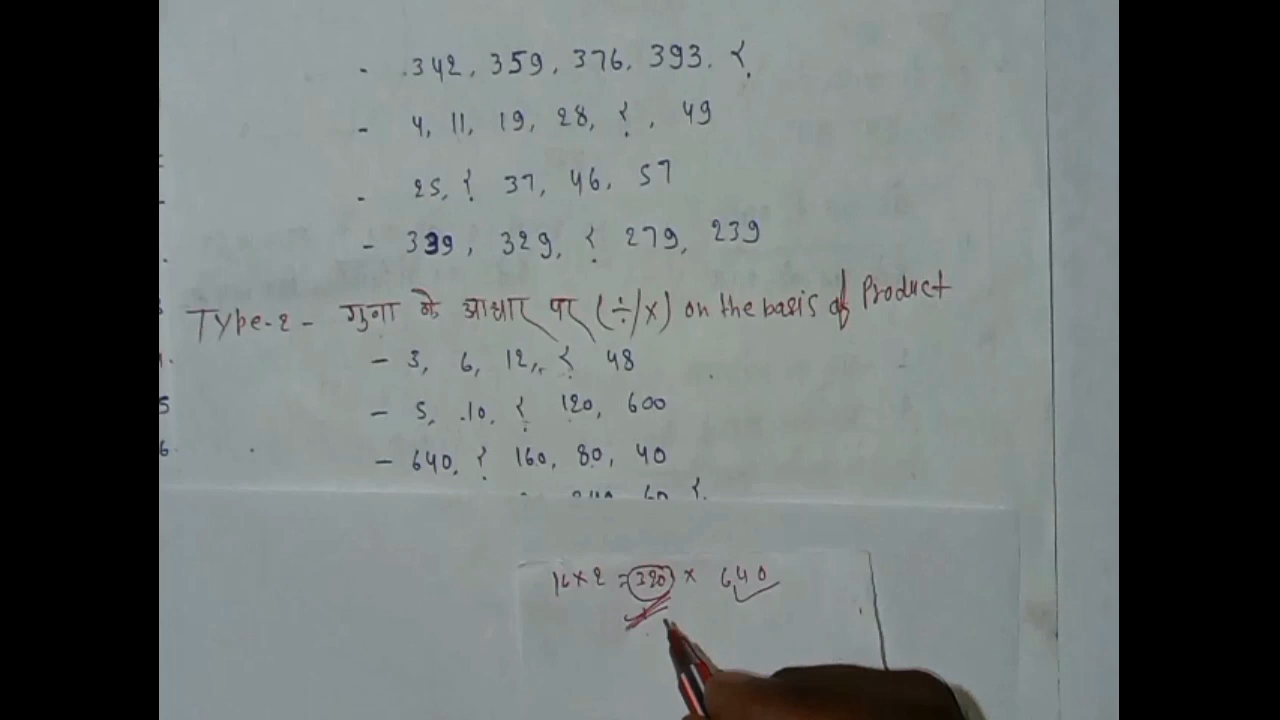 - 342, 359, 376, 393, ?
- 4, 11, 19, 28, ?, 49
- 25, ? 37, 46, 57
- 339, 329, ? 279, 239
Type-2 - गुना के आधार पर (÷/×) on the basis of Product
- 3, 6, 12, ? 48
- 5, 10, ? 120, 600
- 640, ? 160, 80, 40
16×2 = 320 × 640